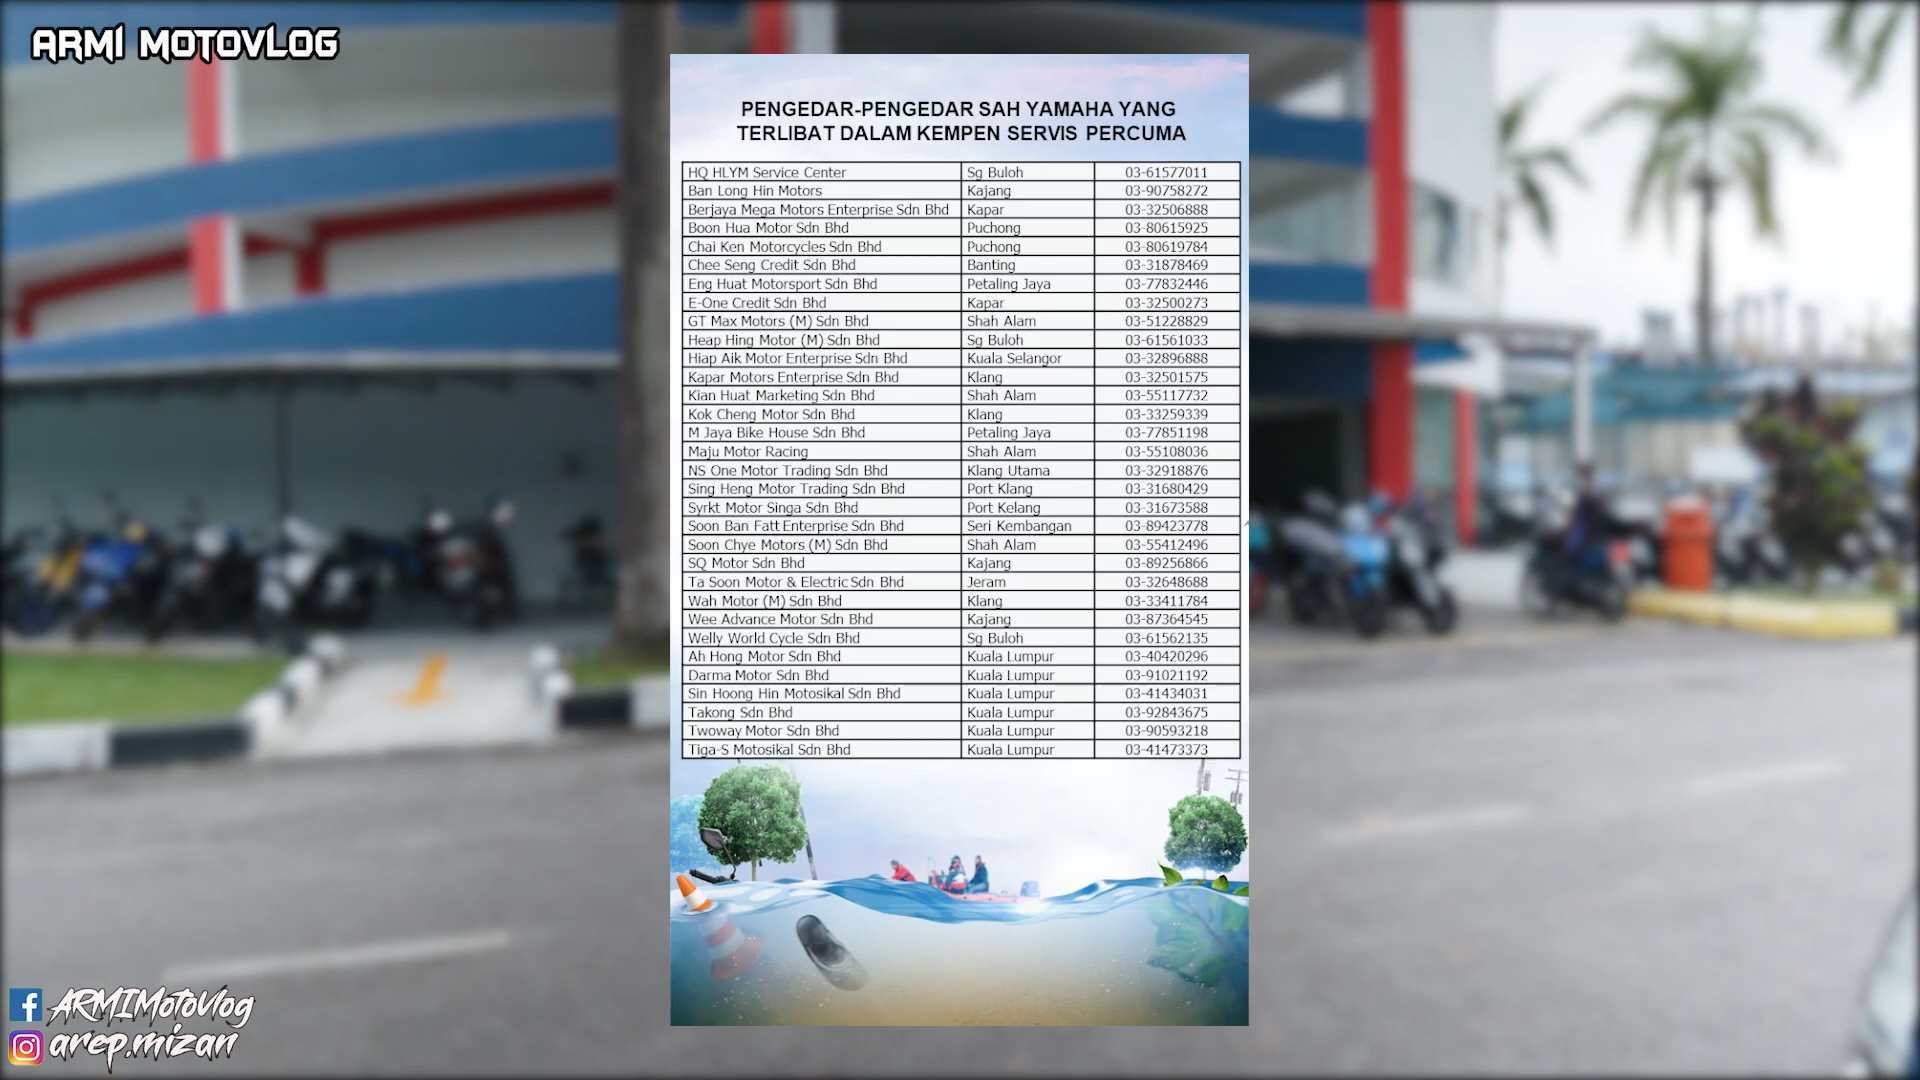 ARMI MOTOVLOG
PENGEDAR-PENGEDAR SAH YAMAHA YANG
TERLIBAT DALAM KEMPEN SERVIS PERCUMA
HQ HLYM Service Center Sg Buloh 03-61577011
Ban Long Hin Motors Kajang 03-90758272
Berjaya Mega Motors Enterprise Sdn Bhd Kapar 03-32506888
Boon Hua Motor Sdn Bhd Puchong 03-80615925
Chai Ken Motorcycles Sdn Bhd Puchong 03-80619784
Chee Seng Credit Sdn Bhd Banting 03-31878469
Eng Huat Motorsport Sdn Bhd Petaling Jaya 03-77832446
E-One Credit Sdn Bhd Kapar 03-32500273
GT Max Motors (M) Sdn Bhd Shah Alam 03-51228829
Heap Hing Motor (M) Sdn Bhd Sg Buloh 03-61561033
Hiap Aik Motor Enterprise Sdn Bhd Kuala Selangor 03-32896888
Kapar Motors Enterprise Sdn Bhd Klang 03-32501575
Kian Huat Marketing Sdn Bhd Shah Alam 03-55117732
Kok Cheng Motor Sdn Bhd Klang 03-33259339
M Jaya Bike House Sdn Bhd Petaling Jaya 03-77851198
Maju Motor Racing Shah Alam 03-55108036
NS One Motor Trading Sdn Bhd Klang Utama 03-32918876
Sing Heng Motor Trading Sdn Bhd Port Klang 03-31680429
Syrkt Motor Singa Sdn Bhd Port Kelang 03-31673588
Soon Ban Fatt Enterprise Sdn Bhd Seri Kembangan 03-89423778
Soon Chye Motors (M) Sdn Bhd Shah Alam 03-55412496
SQ Motor Sdn Bhd Kajang 03-89256866
Ta Soon Motor & Electric Sdn Bhd Jeram 03-32648688
Wah Motor (M) Sdn Bhd Klang 03-33411784
Wee Advance Motor Sdn Bhd Kajang 03-87364545
Welly World Cycle Sdn Bhd Sg Buloh 03-61562135
Ah Hong Motor Sdn Bhd Kuala Lumpur 03-40420296
Darma Motor Sdn Bhd Kuala Lumpur 03-91021192
Sin Hoong Hin Motosikal Sdn Bhd Kuala Lumpur 03-41434031
Takong Sdn Bhd Kuala Lumpur 03-92843675
Twoway Motor Sdn Bhd Kuala Lumpur 03-90593218
Tiga-S Motosikal Sdn Bhd Kuala Lumpur 03-41473373
ARMIMotovlog
arep.mizan